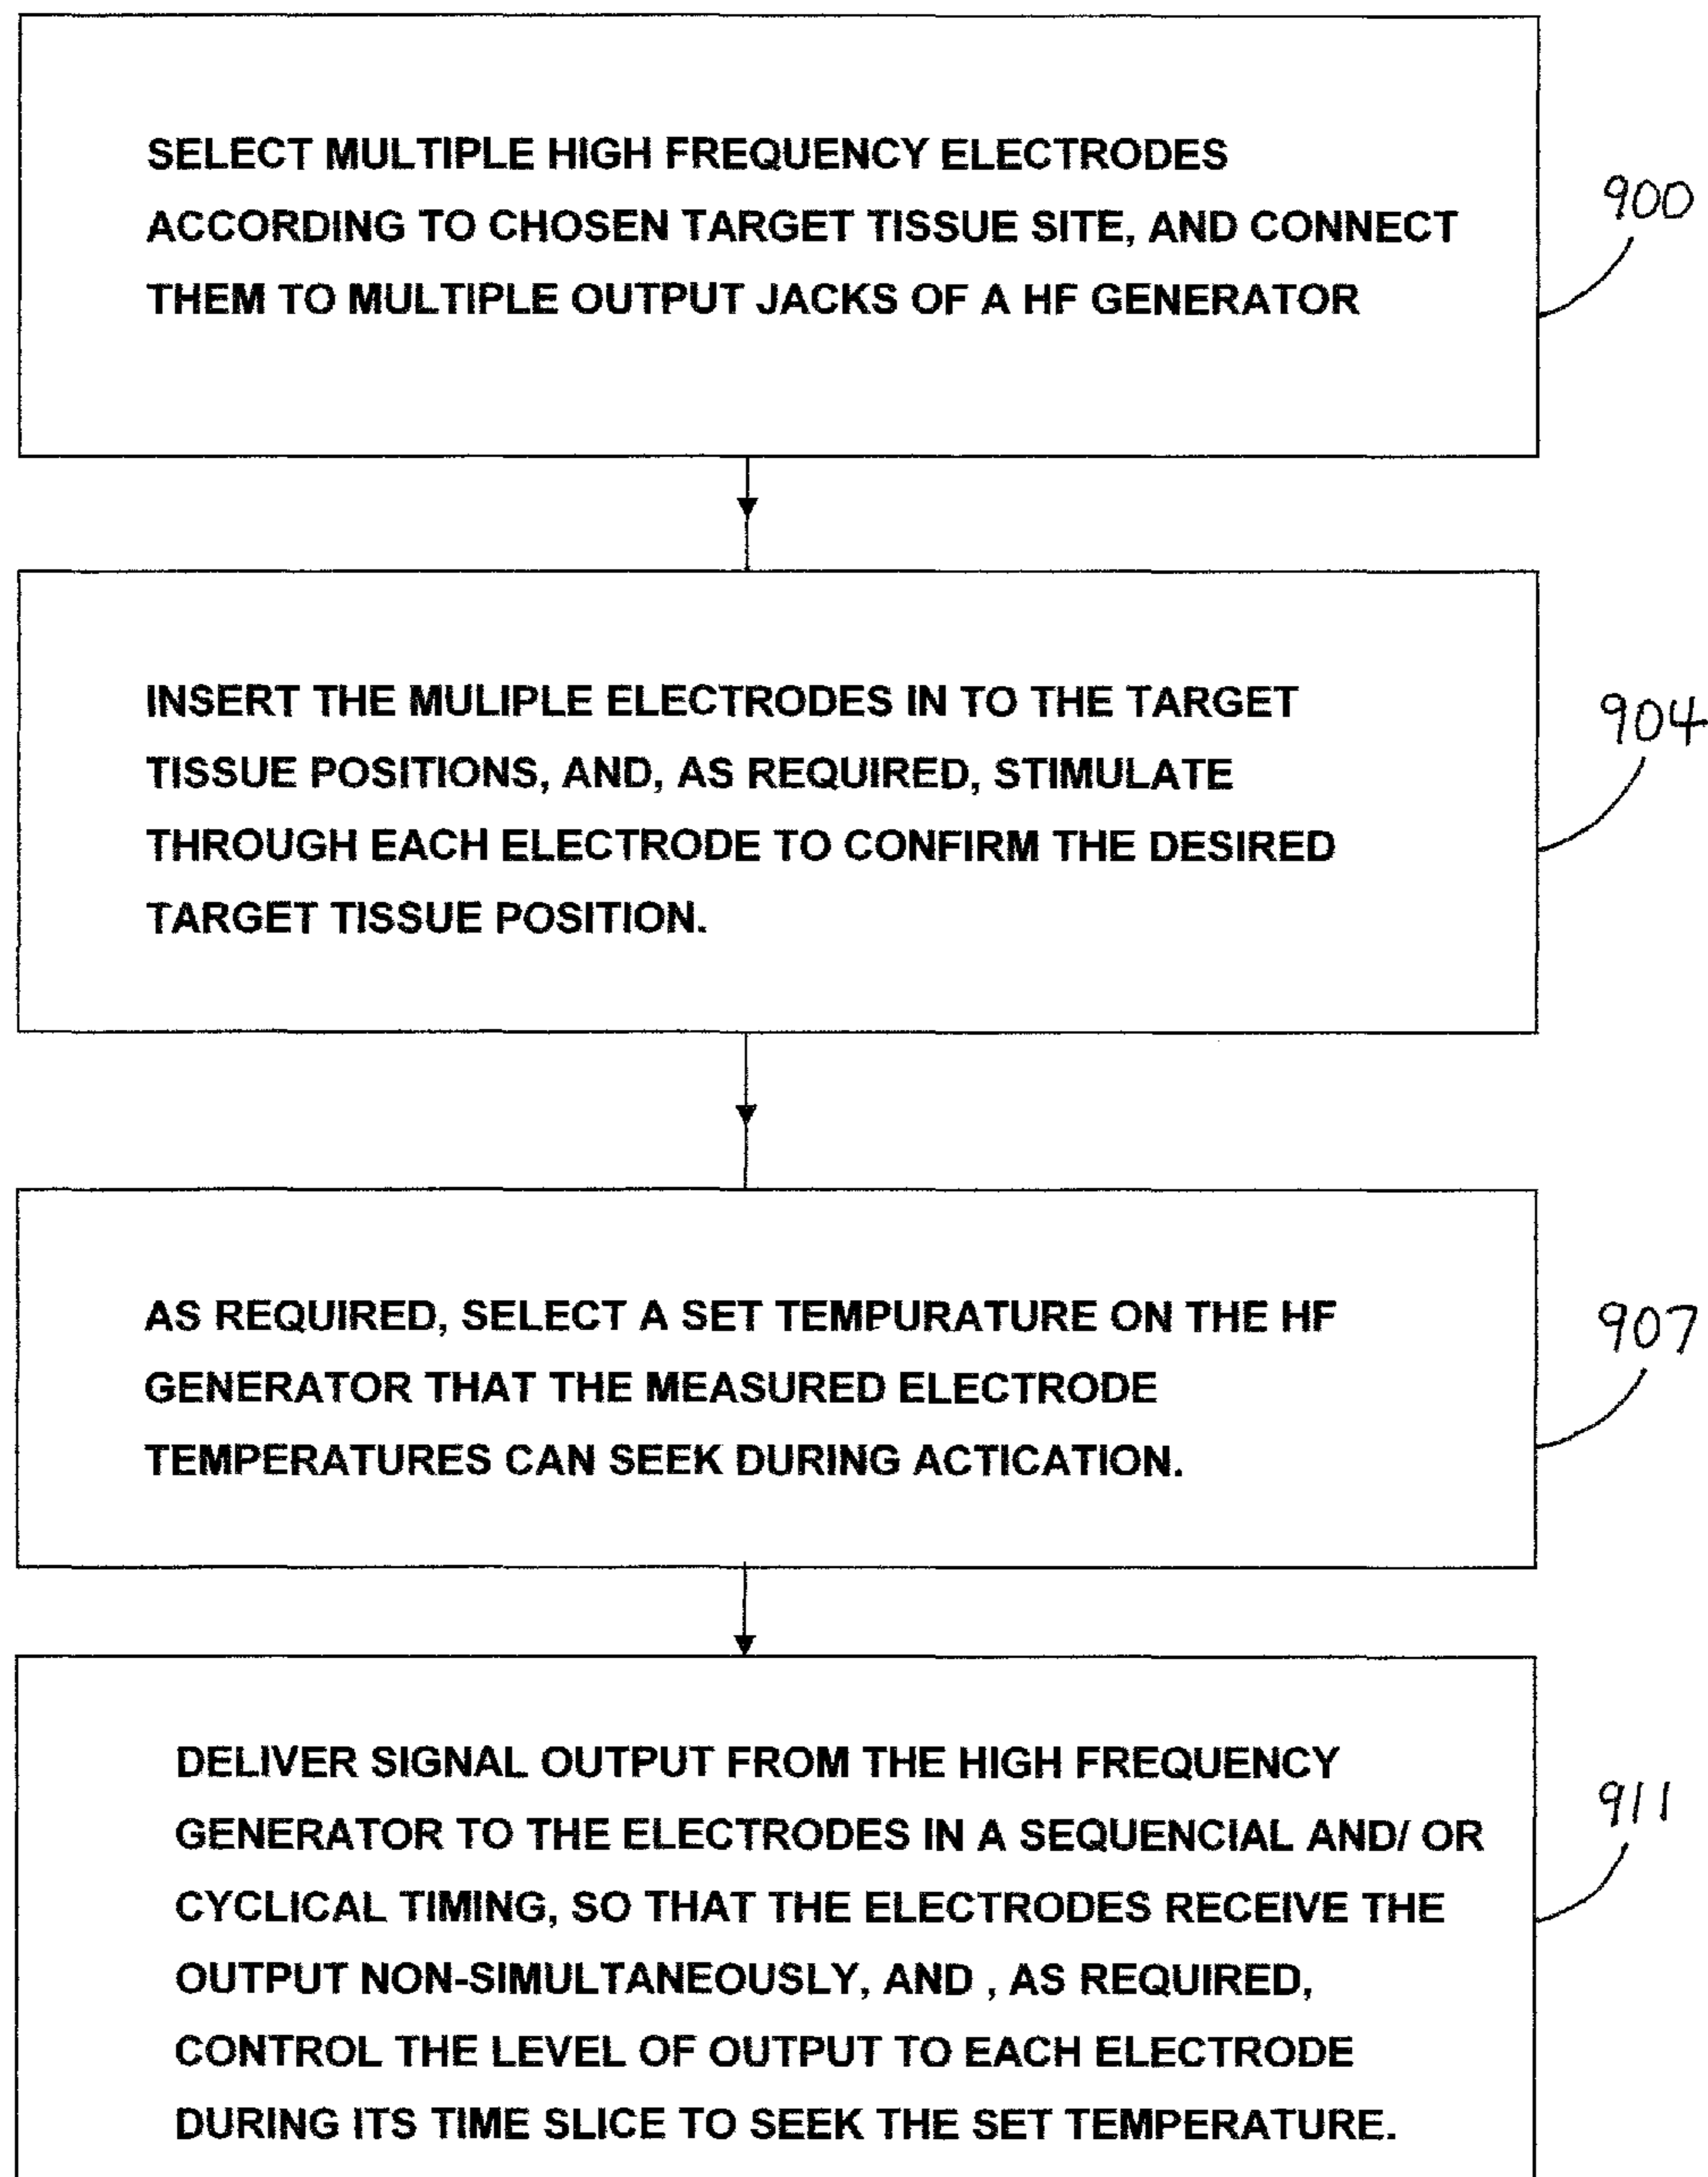 SELECT MULTIPLE HIGH FREQUENCY ELECTRODES
ACCORDING TO CHOSEN TARGET TISSUE SITE, AND CONNECT
THEM TO MULTIPLE OUTPUT JACKS OF A HF GENERATOR
900
INSERT THE MULIPLE ELECTRODES IN TO THE TARGET
TISSUE POSITIONS, AND, AS REQUIRED, STIMULATE
THROUGH EACH ELECTRODE TO CONFIRM THE DESIRED
TARGET TISSUE POSITION.
904
AS REQUIRED, SELECT A SET TEMPURATURE ON THE HF
GENERATOR THAT THE MEASURED ELECTRODE
TEMPERATURES CAN SEEK DURING ACTICATION.
907
DELIVER SIGNAL OUTPUT FROM THE HIGH FREQUENCY
GENERATOR TO THE ELECTRODES IN A SEQUENCIAL AND/ OR
CYCLICAL TIMING, SO THAT THE ELECTRODES RECEIVE THE
OUTPUT NON-SIMULTANEOUSLY, AND , AS REQUIRED,
CONTROL THE LEVEL OF OUTPUT TO EACH ELECTRODE
DURING ITS TIME SLICE TO SEEK THE SET TEMPERATURE.
911